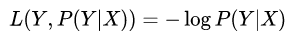 L(Y, P(Y|X)) = − log P(Y|X)